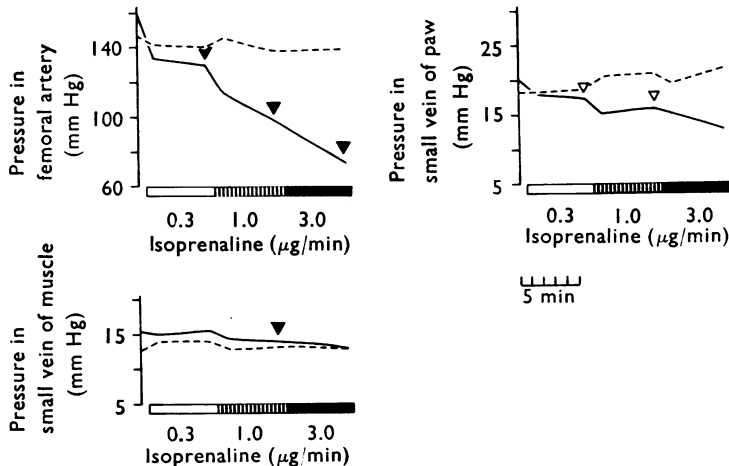 Pressure in
femoral artery
(mm Hg)
140
100
60
0.3 1.0 3.0
Isoprenaline (µg/min)
Pressure in
small vein of paw
(mm Hg)
25
15
5
0.3 1.0 3.0
Isoprenaline (µg/min)
5 min
Pressure in
small vein of muscle
(mm Hg)
15
5
0.3 1.0 3.0
Isoprenaline (µg/min)